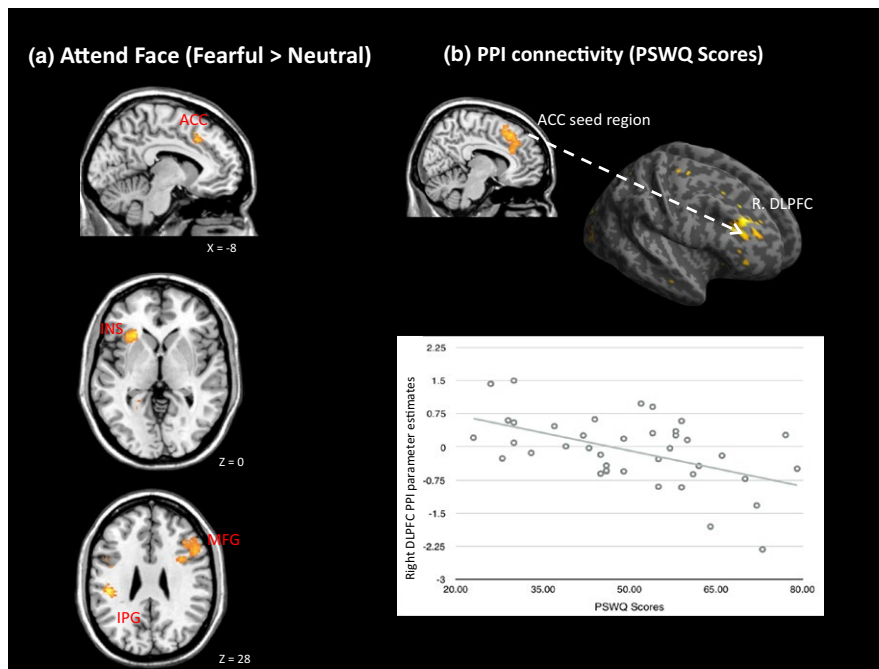 (a) Attend Face (Fearful > Neutral)
ACC
X = -8
INS
Z = 0
MFG
IPG
Z = 28
(b) PPI connectivity (PSWQ Scores)
ACC seed region
R. DLPFC
Right DLPFC PPI parameter estimates
2.25
1.5
0.75
0
-0.75
-1.5
-2.25
-3
20.00 35.00 50.00 65.00 80.00
PSWQ Scores